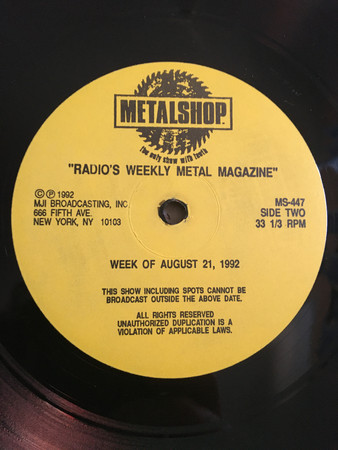 METALSHOP
the only show with teeth
"RADIO'S WEEKLY METAL MAGAZINE"
© ℗ 1992
MJI BROADCASTING, INC
666 FIFTH AVE.
NEW YORK, NY 10103
MS-447
SIDE TWO
33 1/3 RPM
WEEK OF AUGUST 21, 1992
THIS SHOW INCLUDING SPOTS CANNOT BE
BROADCAST OUTSIDE THE ABOVE DATE.
ALL RIGHTS RESERVED
UNAUTHORIZED DUPLICATION IS A
VIOLATION OF APPLICABLE LAWS.